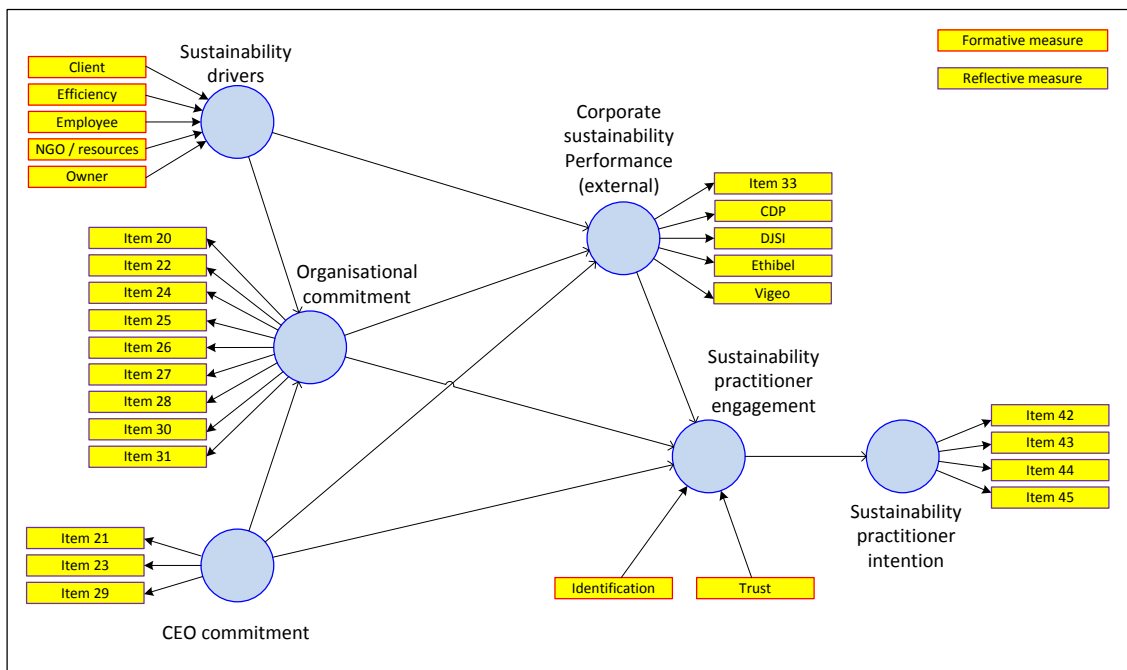 Sustainability
drivers
Formative measure
Reflective measure
Client
Efficiency
Employee
NGO / resources
Owner
Corporate
sustainability
Performance
(external)
Item 33
CDP
DJSI
Ethibel
Vigeo
Item 20
Item 22
Item 24
Item 25
Item 26
Item 27
Item 28
Item 30
Item 31
Organisational
commitment
Sustainability
practitioner
engagement
Item 42
Item 43
Item 44
Item 45
Sustainability
practitioner
intention
Item 21
Item 23
Item 29
CEO commitment
Identification
Trust